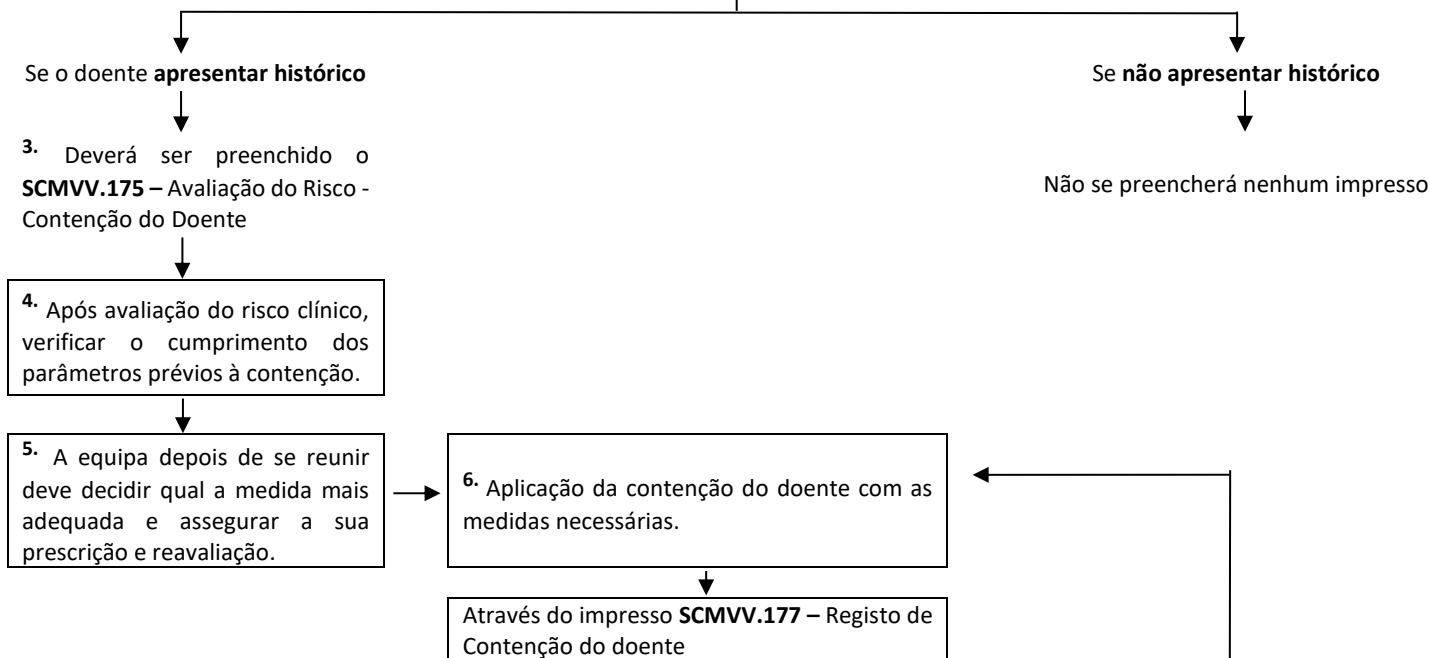 Se o doente apresentar histórico
Se não apresentar histórico
3. Deverá ser preenchido o
SCMVV.175 – Avaliação do Risco -
Contenção do Doente
Não se preencherá nenhum impresso
4. Após avaliação do risco clínico,
verificar o cumprimento dos
parâmetros prévios à contenção.
5. A equipa depois de se reunir
deve decidir qual a medida mais
adequada e assegurar a sua
prescrição e reavaliação.
6. Aplicação da contenção do doente com as
medidas necessárias.
Através do impresso SCMVV.177 – Registo de
Contenção do doente